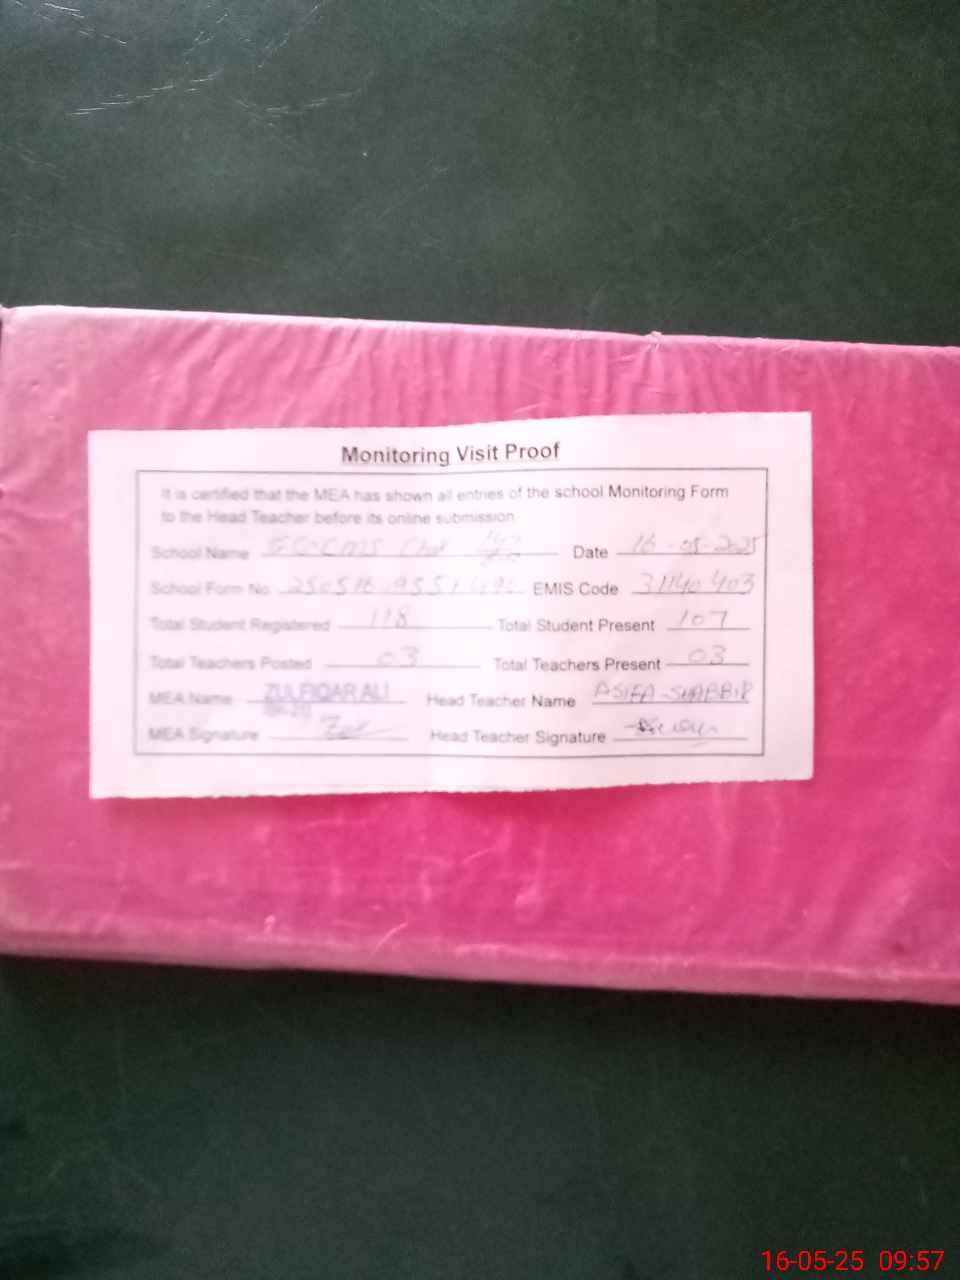 Monitoring Visit Proof
It is certified that the MEA has shown all entries of the school Monitoring Form
to the Head Teacher before its online submission
School Name Chak Date 16-05-2025
School Form No EMIS Code 31140403
Total Student Registered 118 Total Student Present 107
Total Teachers Posted 03 Total Teachers Present 03
MEA Name ZULFIQAR ALI Head Teacher Name ASIFA SHABBIR
MEA Signature Head Teacher Signature
16-05-25 09:57